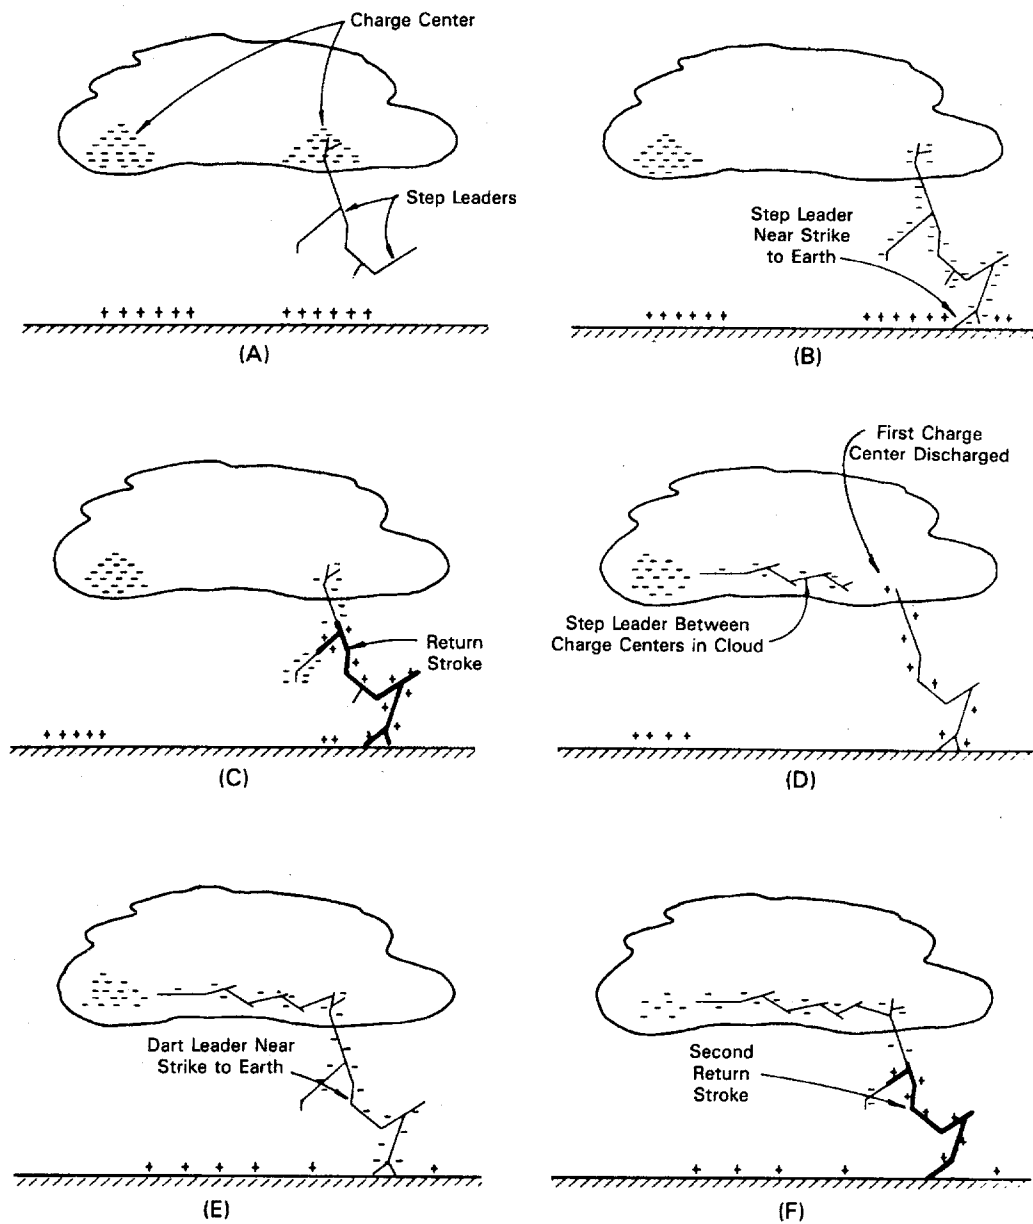 Charge Center
Step Leaders
(A)
Step Leader
Near Strike
to Earth
(B)
Return
Stroke
(C)
First Charge
Center Discharged
Step Leader Between
Charge Centers in Cloud
(D)
Dart Leader Near
Strike to Earth
(E)
Second
Return
Stroke
(F)